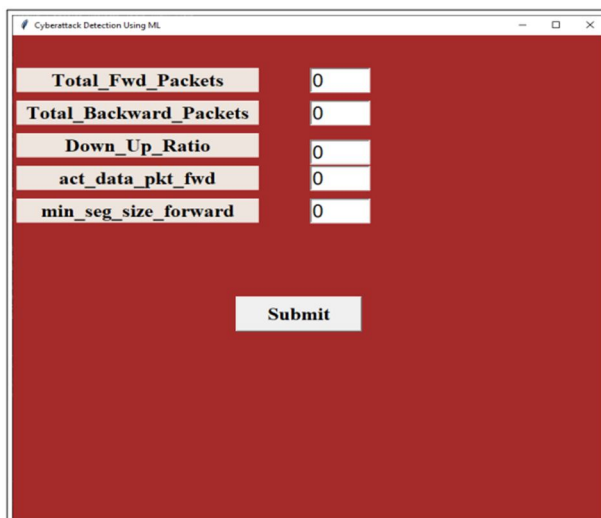 Cyberattack Detection Using ML
Total_Fwd_Packets 0
Total_Backward_Packets 0
Down_Up_Ratio 0
act_data_pkt_fwd 0
min_seg_size_forward 0
Submit